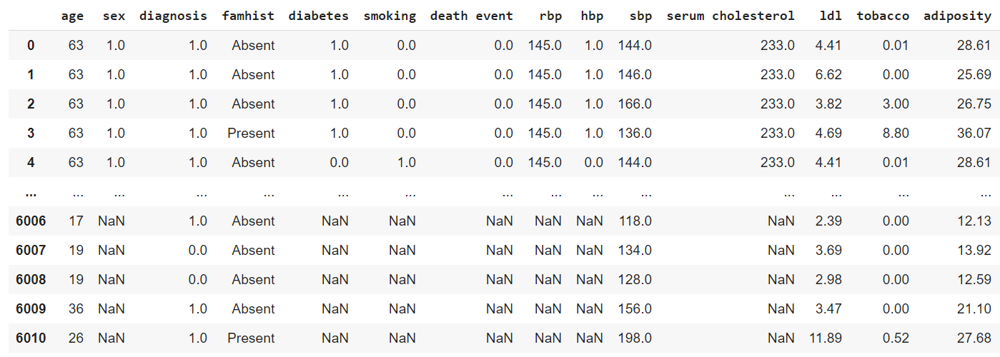 age sex diagnosis famhist diabetes smoking death event rbp hbp sbp serum cholesterol ldl tobacco adiposity
0 63 1.0 1.0 Absent 1.0 0.0 0.0 145.0 1.0 144.0 233.0 4.41 0.01 28.61
1 63 1.0 1.0 Absent 1.0 0.0 0.0 145.0 1.0 146.0 233.0 6.62 0.00 25.69
2 63 1.0 1.0 Absent 1.0 0.0 0.0 145.0 1.0 166.0 233.0 3.82 3.00 26.75
3 63 1.0 1.0 Present 1.0 0.0 0.0 145.0 1.0 136.0 233.0 4.69 8.80 36.07
4 63 1.0 1.0 Absent 0.0 1.0 0.0 145.0 0.0 144.0 233.0 4.41 0.01 28.61
... ... ... ... ... ... ... ... ... ... ... ... ... ... ...
6006 17 NaN 1.0 Absent NaN NaN NaN NaN NaN 118.0 NaN 2.39 0.00 12.13
6007 19 NaN 0.0 Absent NaN NaN NaN NaN NaN 134.0 NaN 3.69 0.00 13.92
6008 19 NaN 0.0 Absent NaN NaN NaN NaN NaN 128.0 NaN 2.98 0.00 12.59
6009 36 NaN 1.0 Absent NaN NaN NaN NaN NaN 156.0 NaN 3.47 0.00 21.10
6010 26 NaN 1.0 Present NaN NaN NaN NaN NaN 198.0 NaN 11.89 0.52 27.68